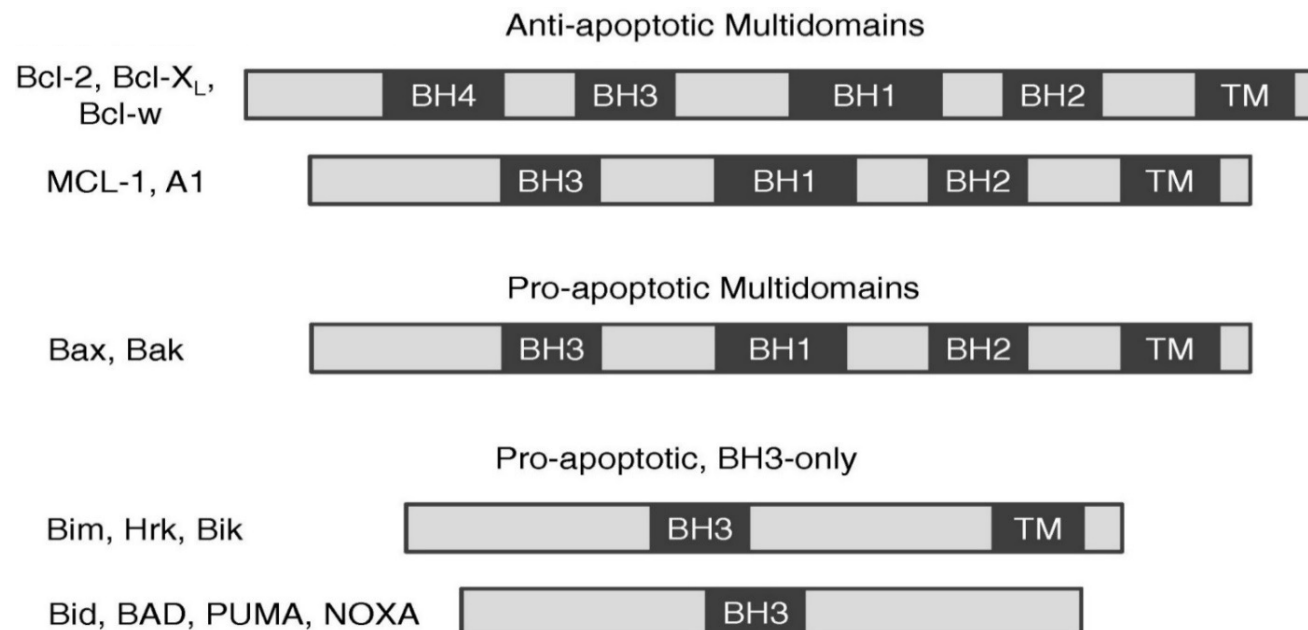 Anti-apoptotic Multidomains
Bcl-2, Bcl-XL,
Bcl-w
BH4 BH3 BH1 BH2 TM
MCL-1, A1 BH3 BH1 BH2 TM
Pro-apoptotic Multidomains
Bax, Bak BH3 BH1 BH2 TM
Pro-apoptotic, BH3-only
Bim, Hrk, Bik BH3 TM
Bid, BAD, PUMA, NOXA BH3